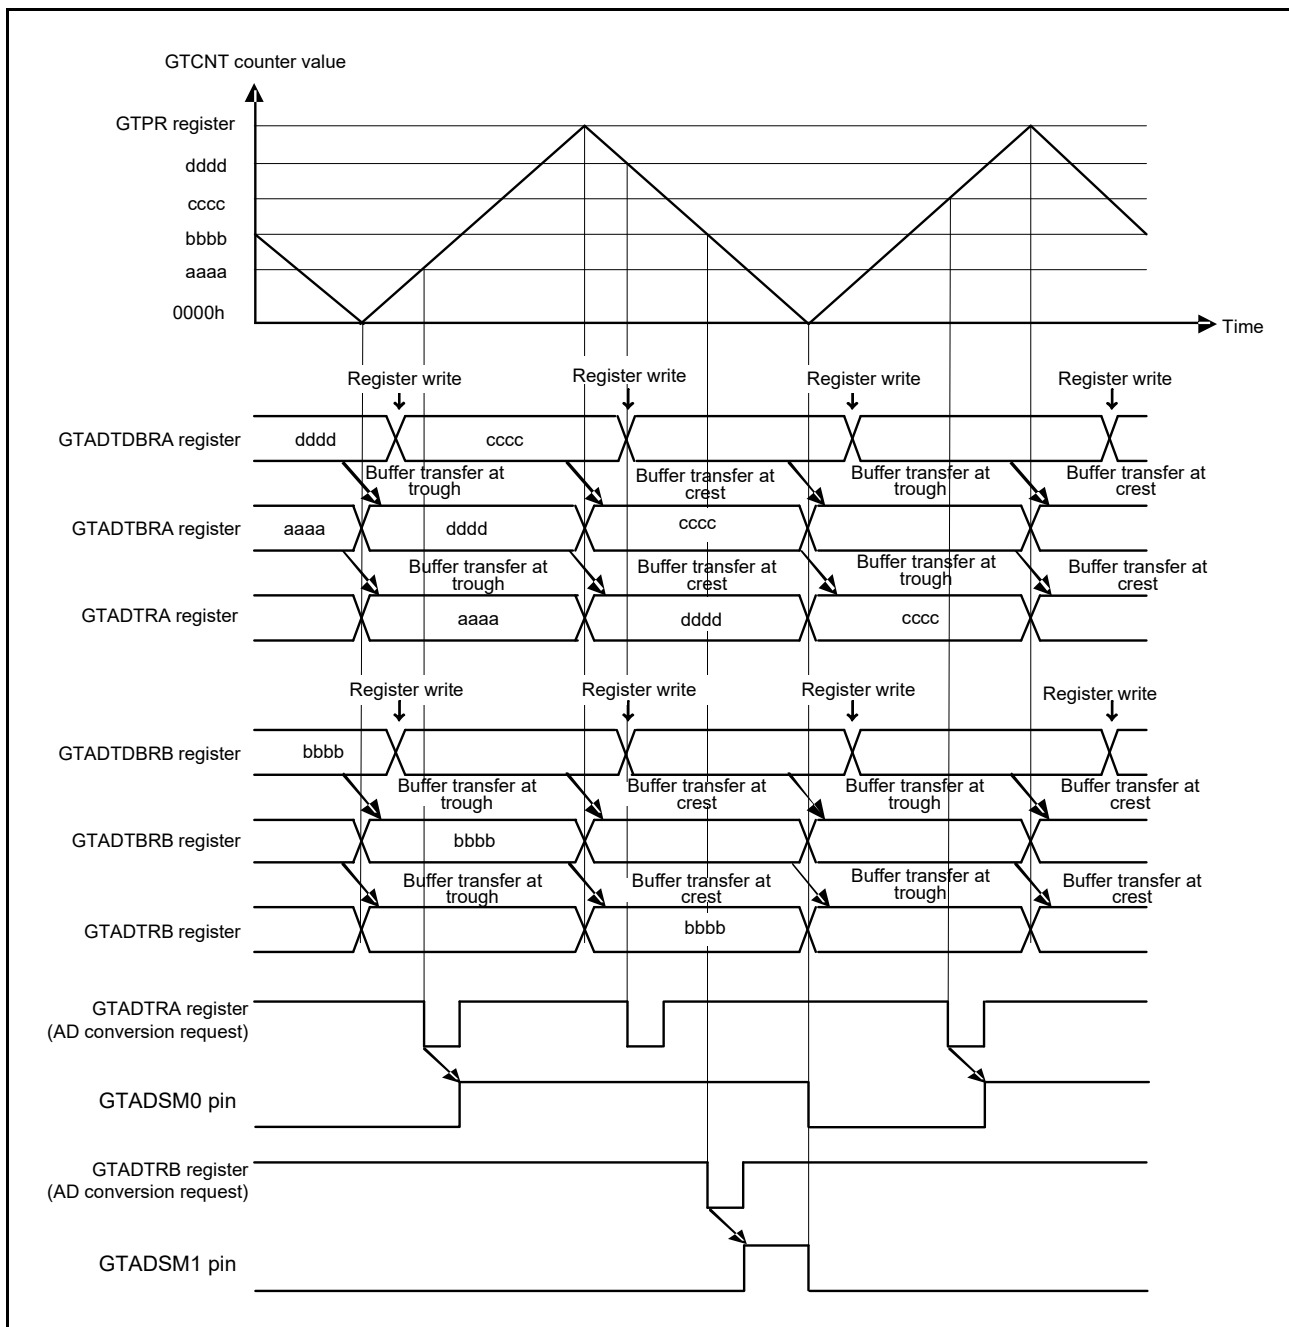 GTCNT counter value
GTPR register
dddd
cccc
bbbb
aaaa
0000h
Time
Register write
Register write
Register write
Register write
GTADTDBRA register
dddd
cccc
Buffer transfer at
trough
Buffer transfer at
crest
Buffer transfer at
trough
Buffer transfer at
crest
GTADTBRA register
aaaa
dddd
cccc
Buffer transfer at
trough
Buffer transfer at
crest
Buffer transfer at
trough
Buffer transfer at
crest
GTADTRA register
aaaa
dddd
cccc
Register write
Register write
Register write
Register write
GTADTDBRB register
bbbb
Buffer transfer at
trough
Buffer transfer at
crest
Buffer transfer at
trough
Buffer transfer at
crest
GTADTBRB register
bbbb
Buffer transfer at
trough
Buffer transfer at
crest
Buffer transfer at
trough
Buffer transfer at
crest
GTADTRB register
bbbb
GTADTRA register
(AD conversion request)
GTADSM0 pin
GTADTRB register
(AD conversion request)
GTADSM1 pin